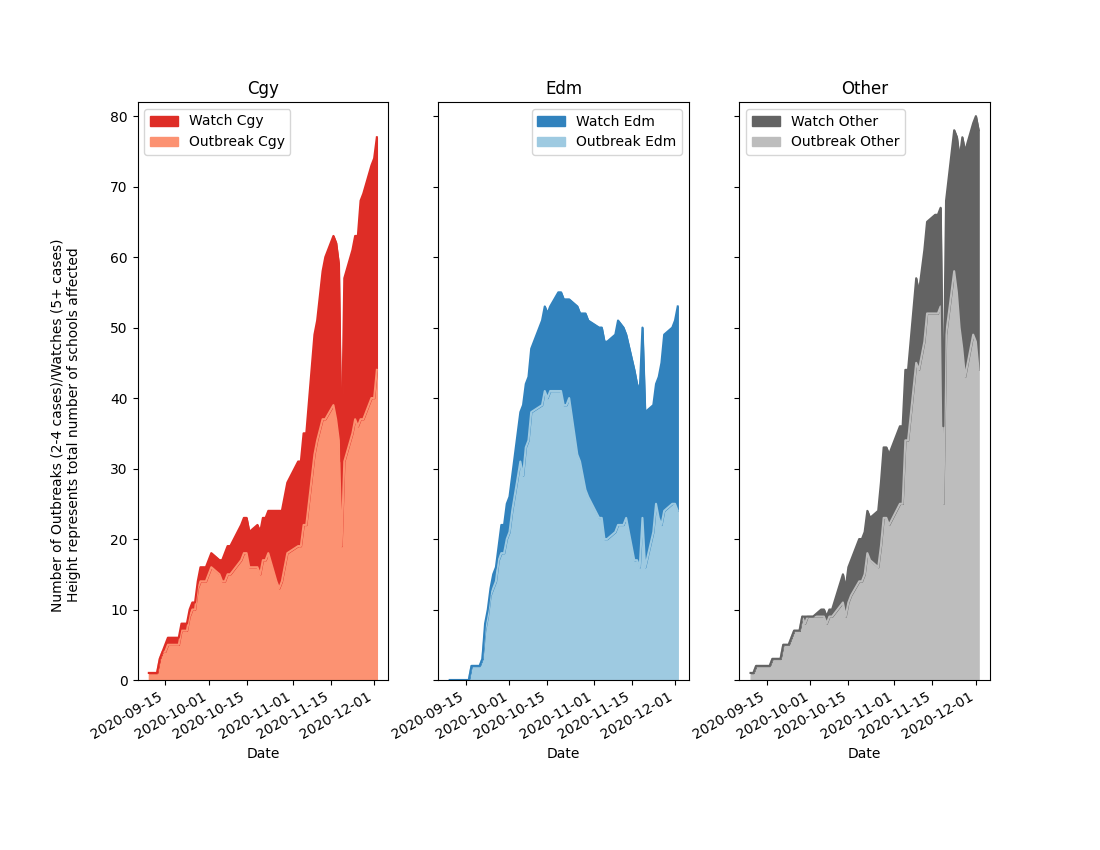 Cgy
Edm
Other
Watch Cgy
Outbreak Cgy
Watch Edm
Outbreak Edm
Watch Other
Outbreak Other
Number of Outbreaks (2-4 cases)/Watches (5+ cases)
Height represents total number of schools affected
80
70
60
50
40
30
20
10
0
2020-09-15
2020-10-01
2020-10-15
2020-11-01
2020-11-15
2020-12-01
2020-09-15
2020-10-01
2020-10-15
2020-11-01
2020-11-15
2020-12-01
2020-09-15
2020-10-01
2020-10-15
2020-11-01
2020-11-15
2020-12-01
Date
Date
Date